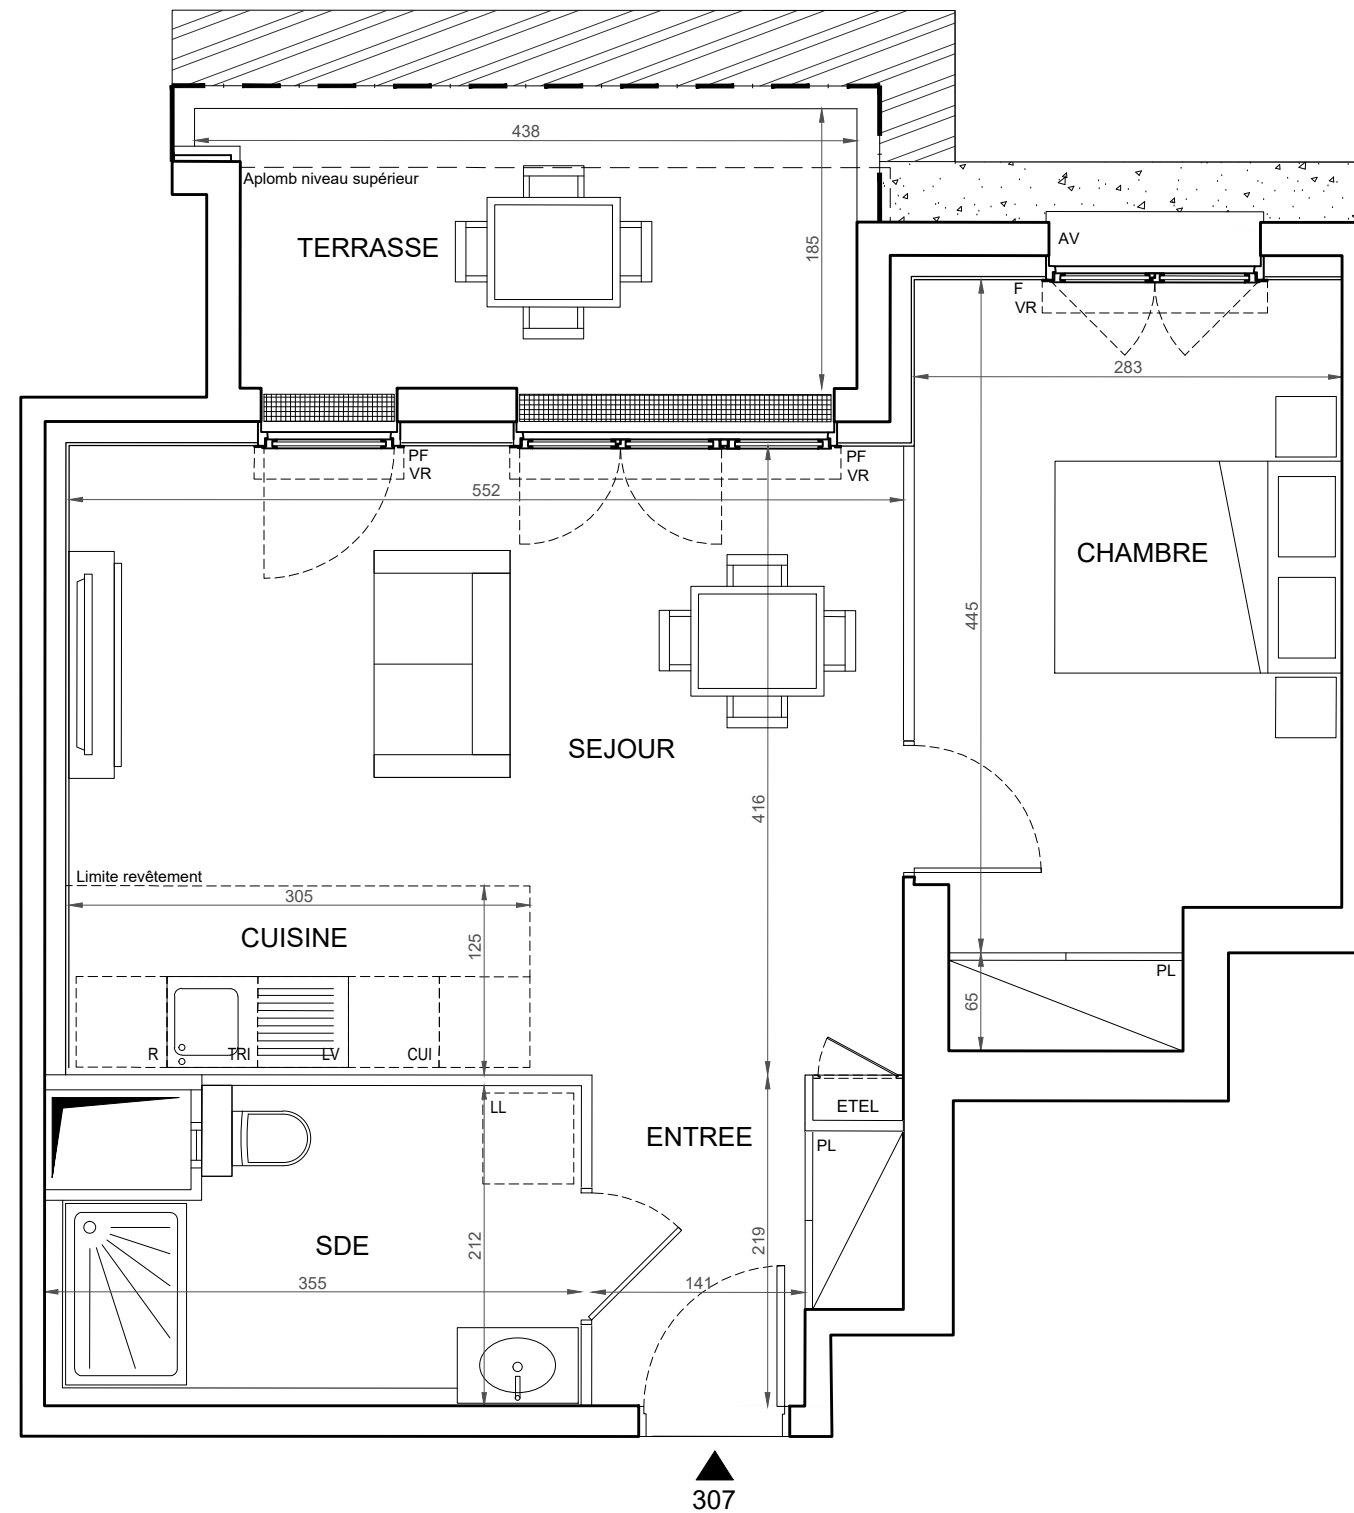 438
Aplomb niveau supérieur
TERRASSE
185
AV
F
VR
283
PF
VR
PF
VR
552
CHAMBRE
445
SEJOUR
416
Limite revêtement
305
CUISINE
125
PL
65
R
TRI
LV
CUI
LL
ETEL
ENTREE
PL
SDE
212
219
355
141
307